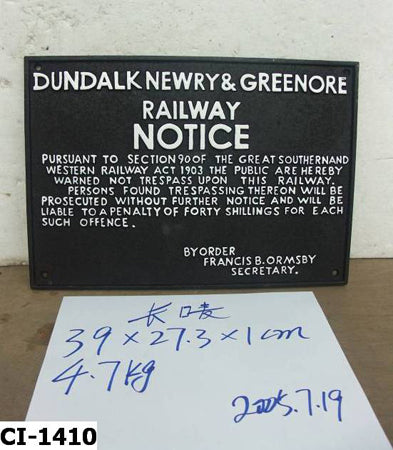 DUNDALK NEWRY & GREENORE
RAILWAY
NOTICE
PURSUANT TO SECTION 90 OF THE GREAT SOUTHERN AND
WESTERN RAILWAY ACT 1903 THE PUBLIC ARE HEREBY
WARNED NOT TRESPASS UPON THIS RAILWAY.
PERSONS FOUND TRESPASSING THEREON WILL BE
PROSECUTED WITHOUT FURTHER NOTICE AND WILL BE
LIABLE TO A PENALTY OF FORTY SHILLINGS FOR EACH
SUCH OFFENCE.
BY ORDER
FRANCIS B. ORMSBY
SECRETARY.
长
39×27.3×1cm
4.7kg
2005.7.19
CI-1410